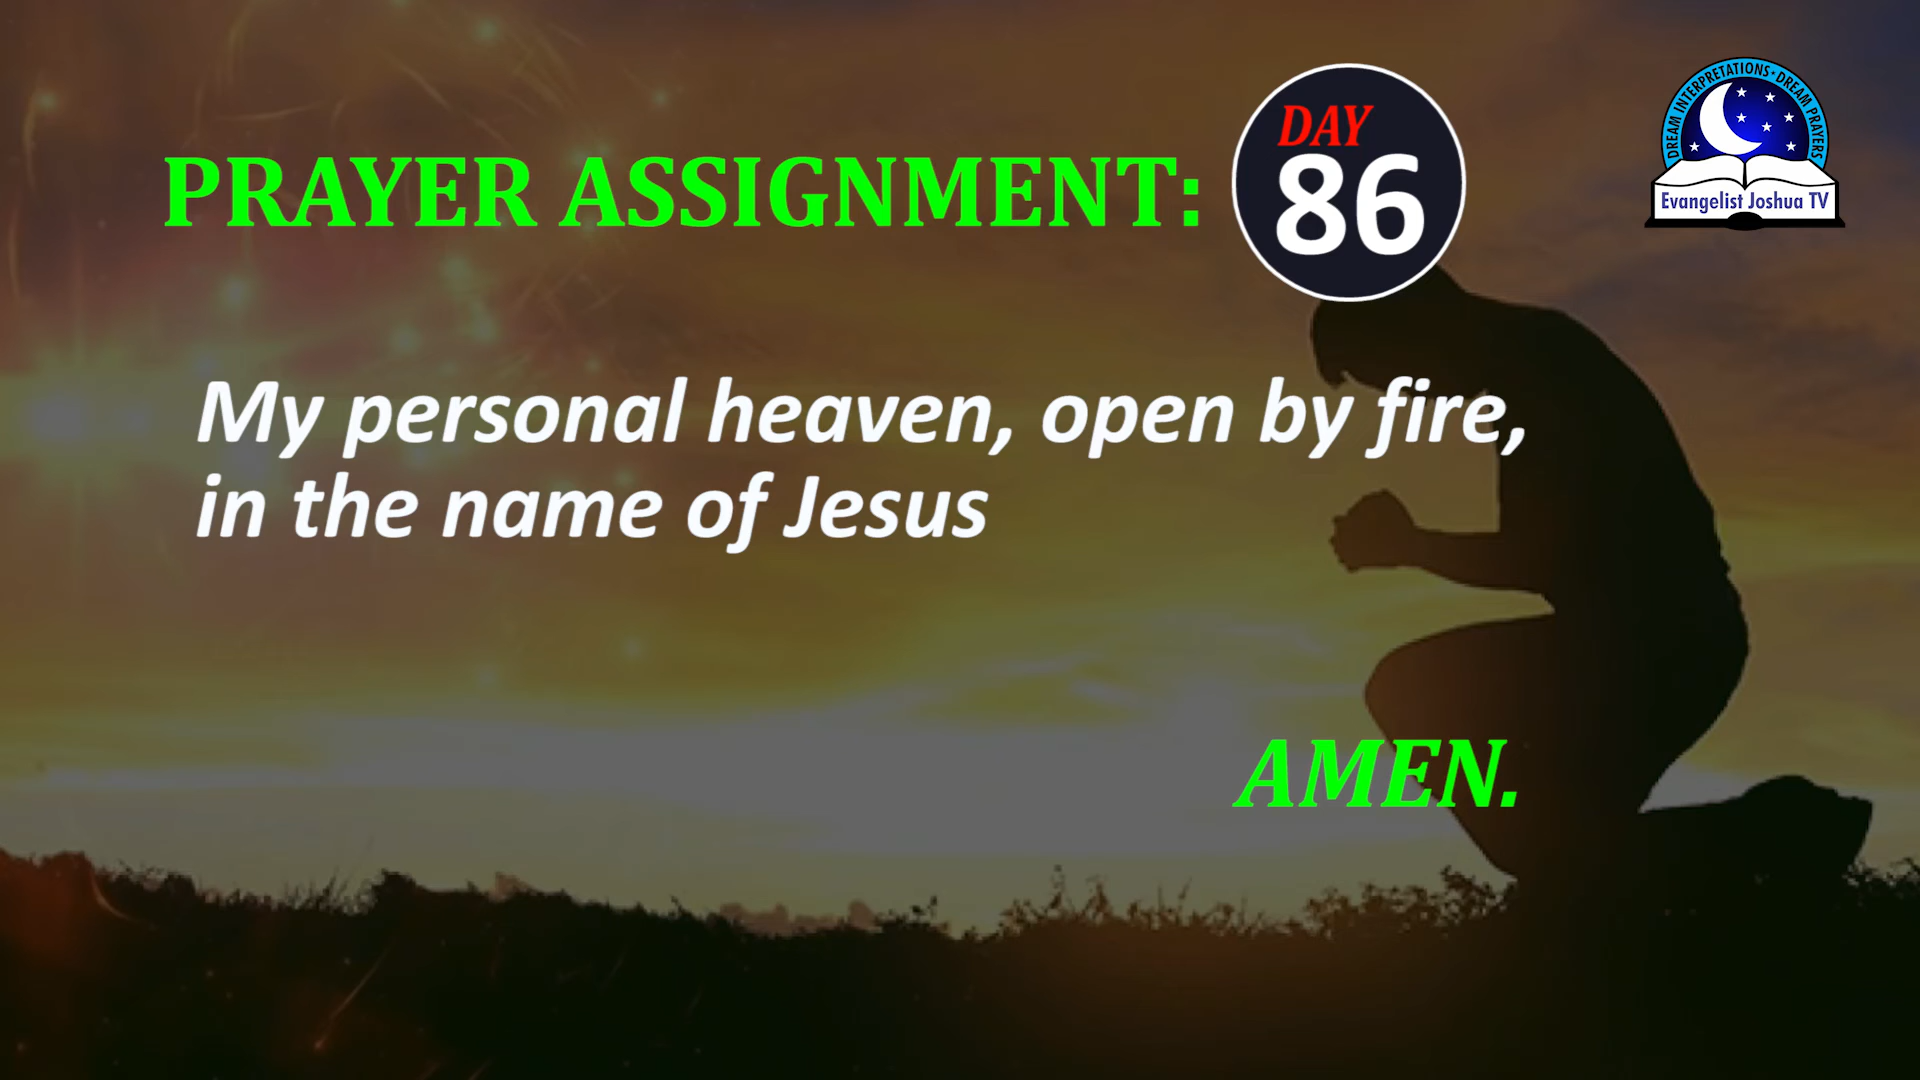 DAY
PRAYER ASSIGNMENT: 86
DREAM INTERPRETATIONS • DREAM PRAYERS
Evangelist Joshua TV
My personal heaven, open by fire,
in the name of Jesus
AMEN.